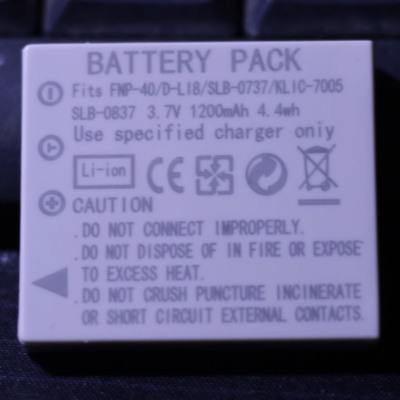 BATTERY PACK
Fits FNP-40/D-LI8/SLB-0737/KLIC-7005
SLB-0837 3.7V 1200mAh 4.4wh
Use specified charger oniy
Li-ion
CE
CAUTION
.DO NOT CONNECT IMPROPERLY.
.DO NOT DISPOSE OF IN FIRE OR EXPOSE
TO EXCESS HEAT.
.DO NOT CRUSH PUNCTURE INCINERATE
OR SHORT CIRCUIT EXTERNAL CONTACTS.